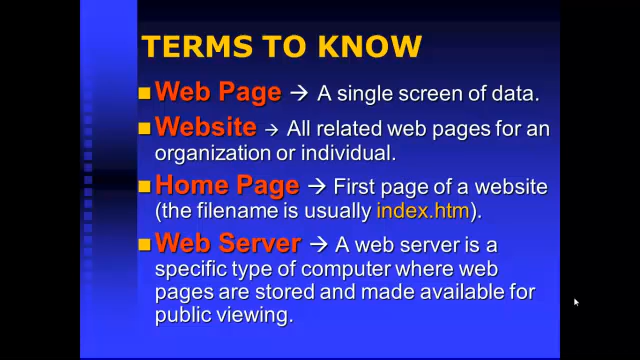 TERMS TO KNOW
Web Page → A single screen of data.
Website → All related web pages for an
organization or individual.
Home Page → First page of a website
(the filename is usually index.htm).
Web Server → A web server is a
specific type of computer where web
pages are stored and made available for
public viewing.